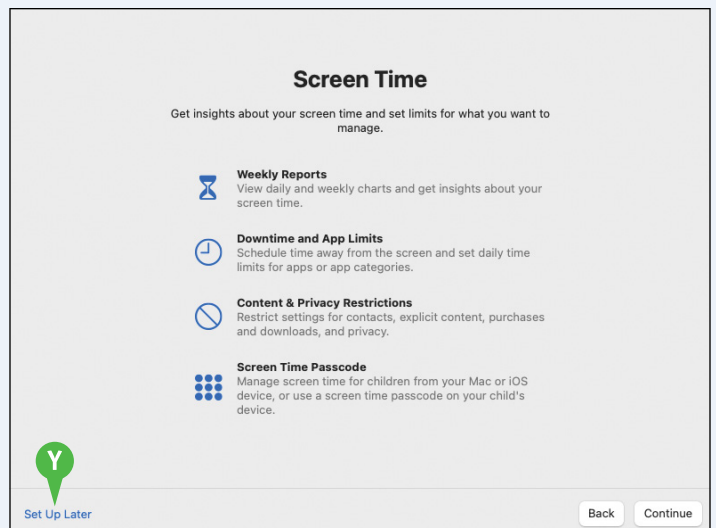 Screen Time
Get insights about your screen time and set limits for what you want to
manage.
Weekly Reports
View daily and weekly charts and get insights about your
screen time.
Downtime and App Limits
Schedule time away from the screen and set daily time
limits for apps or app categories.
Content & Privacy Restrictions
Restrict settings for contacts, explicit content, purchases
and downloads, and privacy.
Screen Time Passcode
Manage screen time for children from your Mac or iOS
device, or use a screen time passcode on your child's
device.
Y
Set Up Later
Back
Continue